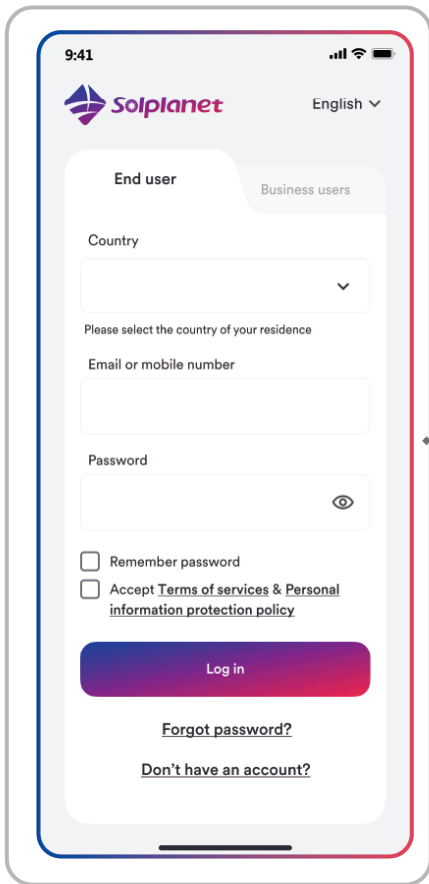 9:41
Solplanet
English
End user
Business users
Country
Please select the country of your residence
Email or mobile number
Password
Remember password
Accept Terms of services & Personal
information protection policy
Log in
Forgot password?
Don't have an account?